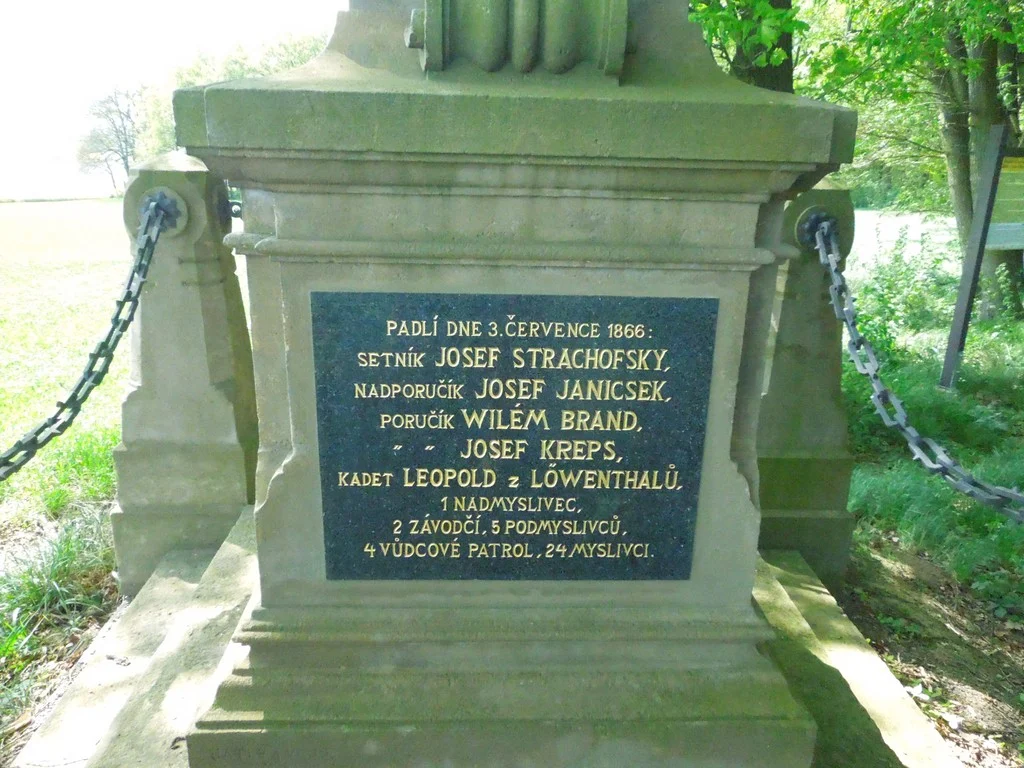 PADLÍ DNE 3. ČERVENCE 1866:
SETNÍK JOSEF STRACHOFSKY,
NADPORUČÍK JOSEF JANICSEK,
PORUČÍK WILÉM BRAND,
„ „ JOSEF KREPS,
KADET LEOPOLD z LŐWENTHALŮ,
1 NADMYSLIVEC,
2 ZÁVODČÍ, 5 PODMYSLIVCŮ,
4 VŮDCOVÉ PATROL, 24 MYSLIVCI.